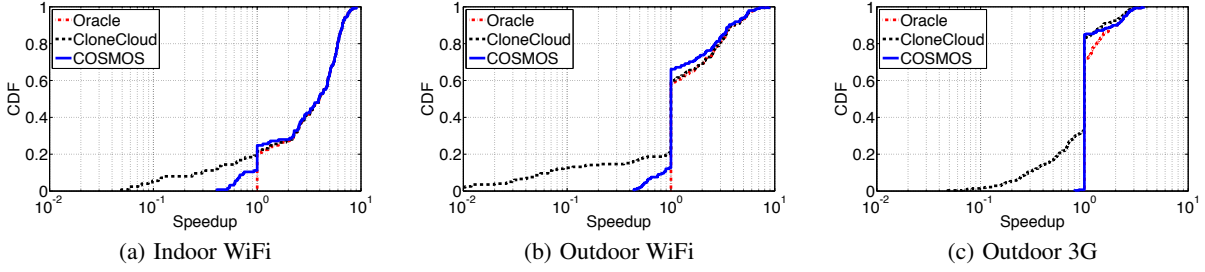 1
0.8
0.6
0.4
0.2
0
CDF
Oracle
CloneCloud
COSMOS
10^-2
10^-1
10^0
10^1
Speedup
(a) Indoor WiFi
1
0.8
0.6
0.4
0.2
0
CDF
Oracle
CloneCloud
COSMOS
10^-2
10^-1
10^0
10^1
Speedup
(b) Outdoor WiFi
1
0.8
0.6
0.4
0.2
0
CDF
Oracle
CloneCloud
COSMOS
10^-2
10^-1
10^0
10^1
Speedup
(c) Outdoor 3G